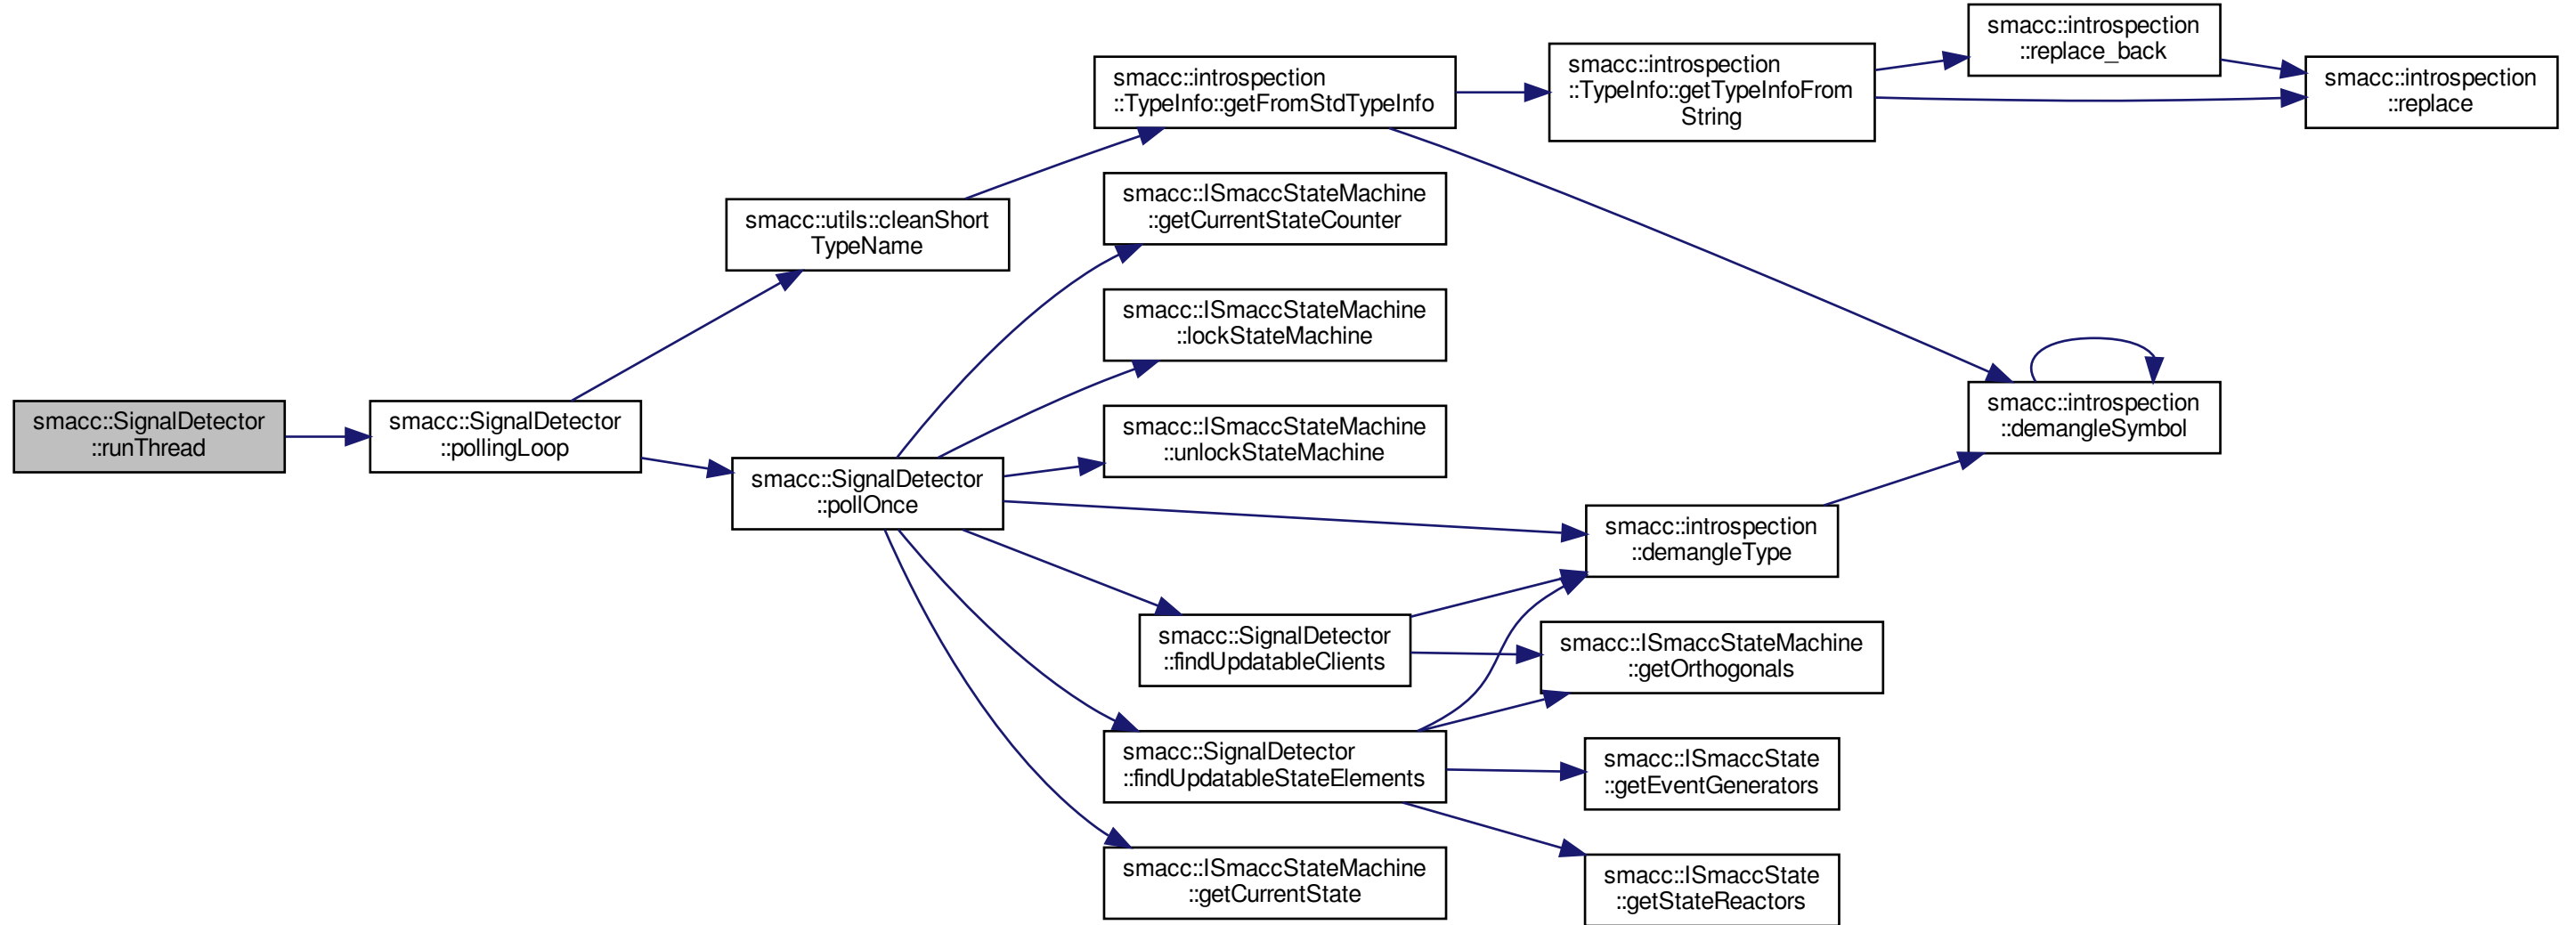 smacc::SignalDetector
::runThread
smacc::SignalDetector
::pollingLoop
smacc::utils::cleanShort
TypeName
smacc::SignalDetector
::pollOnce
smacc::introspection
::TypeInfo::getFromStdTypeInfo
smacc::ISmaccStateMachine
::getCurrentStateCounter
smacc::ISmaccStateMachine
::lockStateMachine
smacc::ISmaccStateMachine
::unlockStateMachine
smacc::SignalDetector
::findUpdatableClients
smacc::SignalDetector
::findUpdatableStateElements
smacc::ISmaccStateMachine
::getCurrentState
smacc::introspection
::TypeInfo::getTypeInfoFrom
String
smacc::introspection
::demangleType
smacc::ISmaccStateMachine
::getOrthogonals
smacc::ISmaccState
::getEventGenerators
smacc::ISmaccState
::getStateReactors
smacc::introspection
::replace_back
smacc::introspection
::demangleSymbol
smacc::introspection
::replace